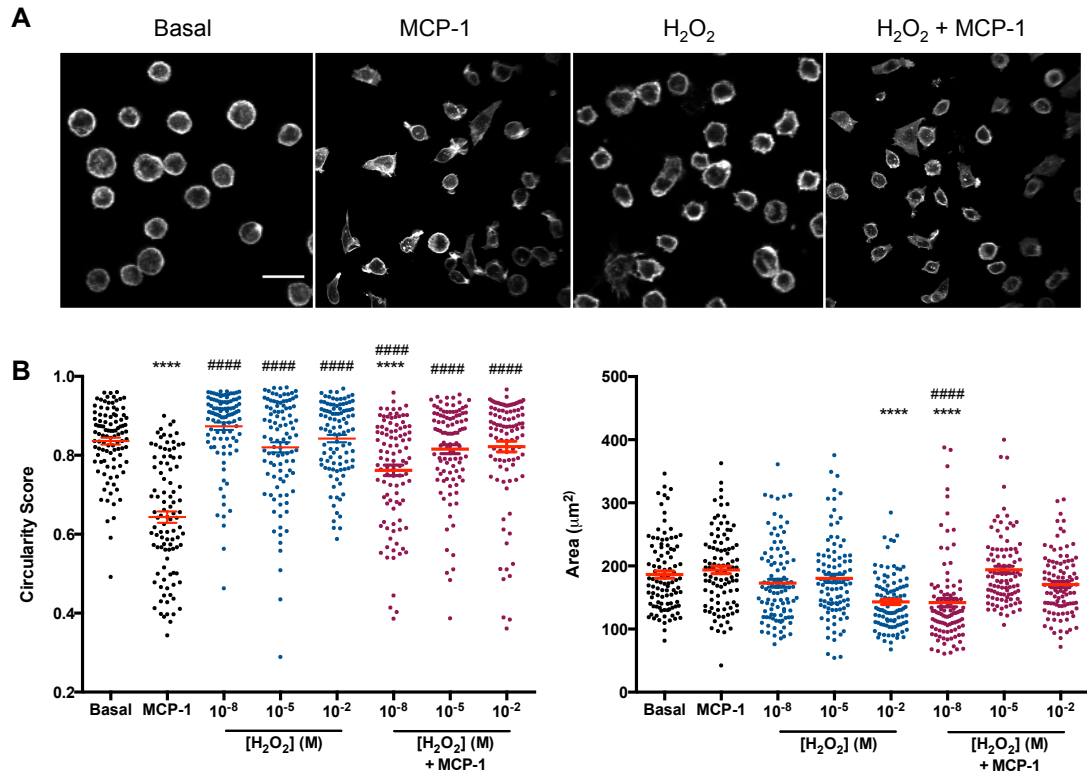 A
Basal
MCP-1
H₂O₂
H₂O₂ + MCP-1
B
Circularity Score
1.0
0.8
0.6
0.4
0.2
****
####
####
####
####
****
####
####
Basal
MCP-1
10⁻⁸
10⁻⁵
10⁻²
10⁻⁸
10⁻⁵
10⁻²
[H₂O₂] (M)
[H₂O₂] (M)
+ MCP-1
Area (μm²)
500
400
300
200
100
0
****
####
****
Basal
MCP-1
10⁻⁸
10⁻⁵
10⁻²
10⁻⁸
10⁻⁵
10⁻²
[H₂O₂] (M)
[H₂O₂] (M)
+ MCP-1